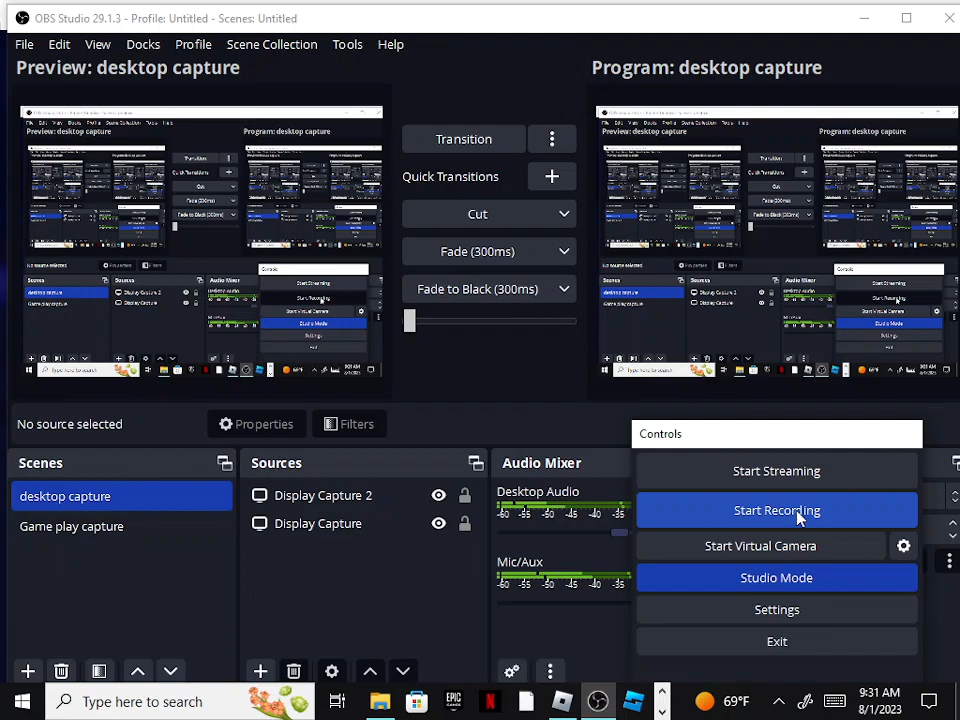 OBS Studio 29.1.3 - Profile: Untitled - Scenes: Untitled
File Edit View Docks Profile Scene Collection Tools Help
Preview: desktop capture
Program: desktop capture
Transition
Quick Transitions
Cut
Fade (300ms)
Fade to Black (300ms)
No source selected
Properties
Filters
Controls
Scenes
Sources
Audio Mixer
Start Streaming
desktop capture
Display Capture 2
Desktop Audio
-60 -55 -50 -45 -40 -35
Start Recording
Game play capture
Display Capture
Start Virtual Camera
Mic/Aux
-60 -55 -50 -45 -40 -35
Studio Mode
Settings
Exit
Type here to search
EPIC
GAMES
N
69°F
9:31 AM
8/1/2023